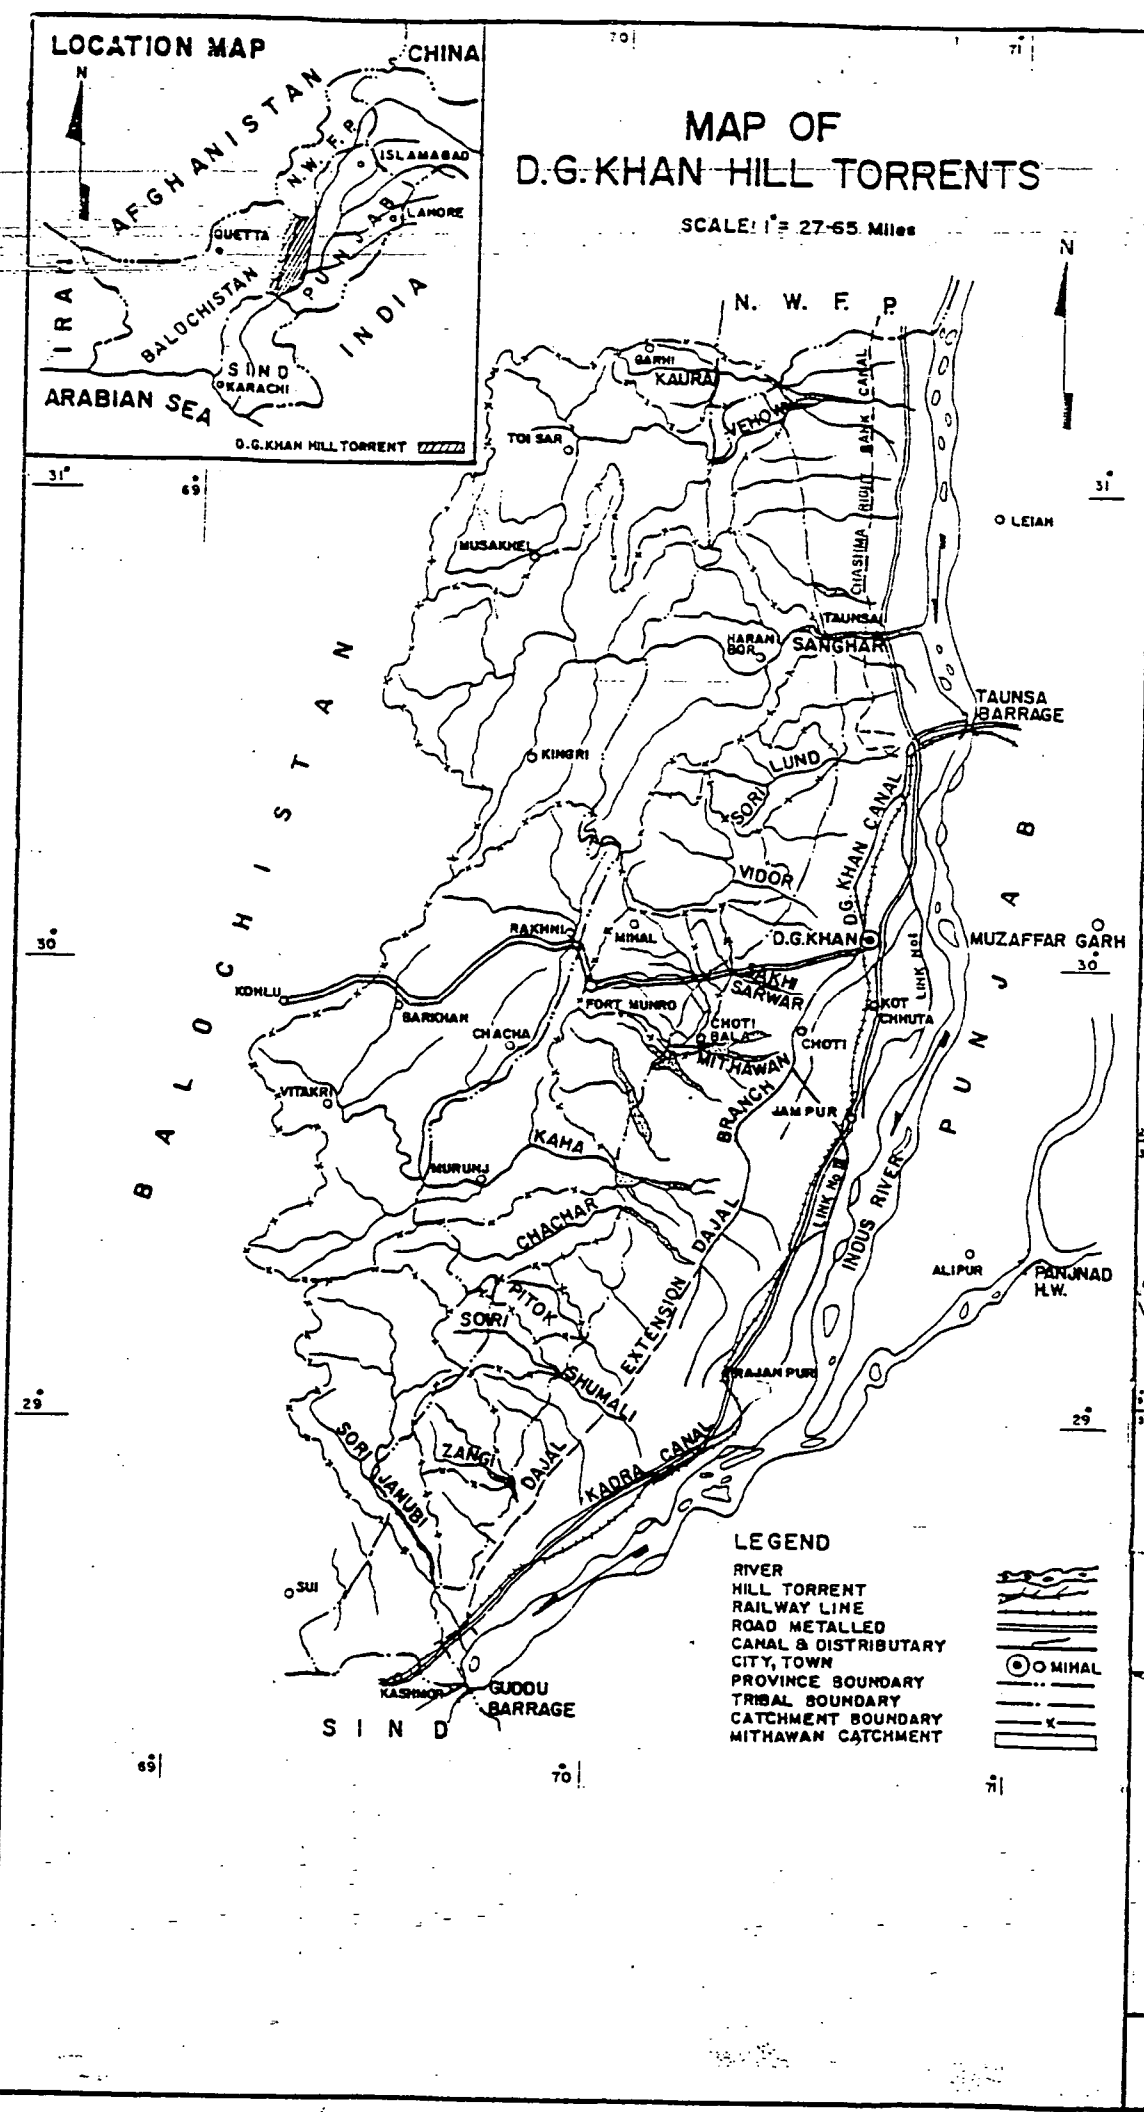 LOCATION MAP
N
CHINA
AFGHANISTAN
N.W.F.P.
ISLAMABAD
LAHORE
PUNJAB
QUETTA
IRAN
BALOCHISTAN
INDIA
SIND
KARACHI
ARABIAN SEA
D.G.KHAN HILL TORRENT
70
71°
MAP OF
D.G.KHAN HILL TORRENTS
SCALE: 1" = 27-65 Miles
N
N. W. F. P.
GARHI
KAURA
VEHOWA
CHASHMA RIGHT BANK CANAL
TOI SAR
31°
69°
31°
LEIAH
MUSAKHEL
TAUNSA
HARAN
BOR
SANGHAR
TAUNSA
BARRAGE
KINGRI
LUND
SORI
D.G. KHAN CANAL
VIDOR
BALOCHISTAN
PUNJAB
RAKHNI
MIHAL
D.G.KHAN
LINK No1
MUZAFFAR GARH
30°
30°
KOHLU
SAKHI
SARWAR
BARKHAN
FORT MUNRO
KOT
CHHUTA
CHACHA
CHOTI
BALA
CHOTI
MITHAWAN
VITAKRI
BRANCH
JAMPUR
KAHA
MURUNJ
LINK No II
INDUS RIVER
CHACHAR
DAJAL
ALIPUR
PANJNAD
H.W.
PITOK
SORI
EXTENSION
SHUMALI
RAJANPUR
29°
29°
SORI JANUBI
ZANGI
DAJAL
KADRA CANAL
SUI
KASHMOR
GUDDU
BARRAGE
SIND
LEGEND
RIVER
HILL TORRENT
RAILWAY LINE
ROAD METALLED
CANAL & DISTRIBUTARY
CITY, TOWN
MIHAL
PROVINCE BOUNDARY
TRIBAL BOUNDARY
CATCHMENT BOUNDARY
MITHAWAN CATCHMENT
69°
70°
71°